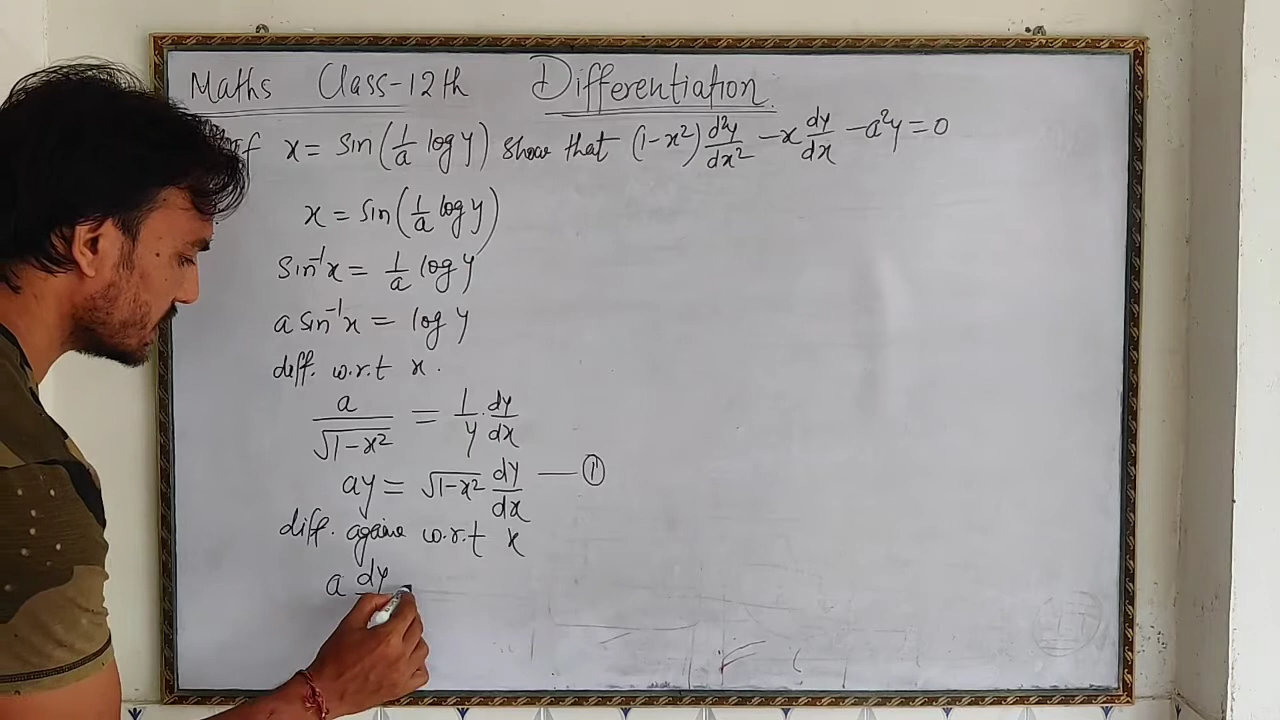 Maths Class-12th Differentiation
If x = sin(1/a log y) show that (1-x²) d²y/dx² - x dy/dx - a²y = 0
x = sin(1/a log y)
sin⁻¹x = 1/a log y
a sin⁻¹x = log y
diff. w.r.t x.
a/√1-x² = 1/y · dy/dx
ay = √1-x² dy/dx — ①
diff. again w.r.t x
a dy